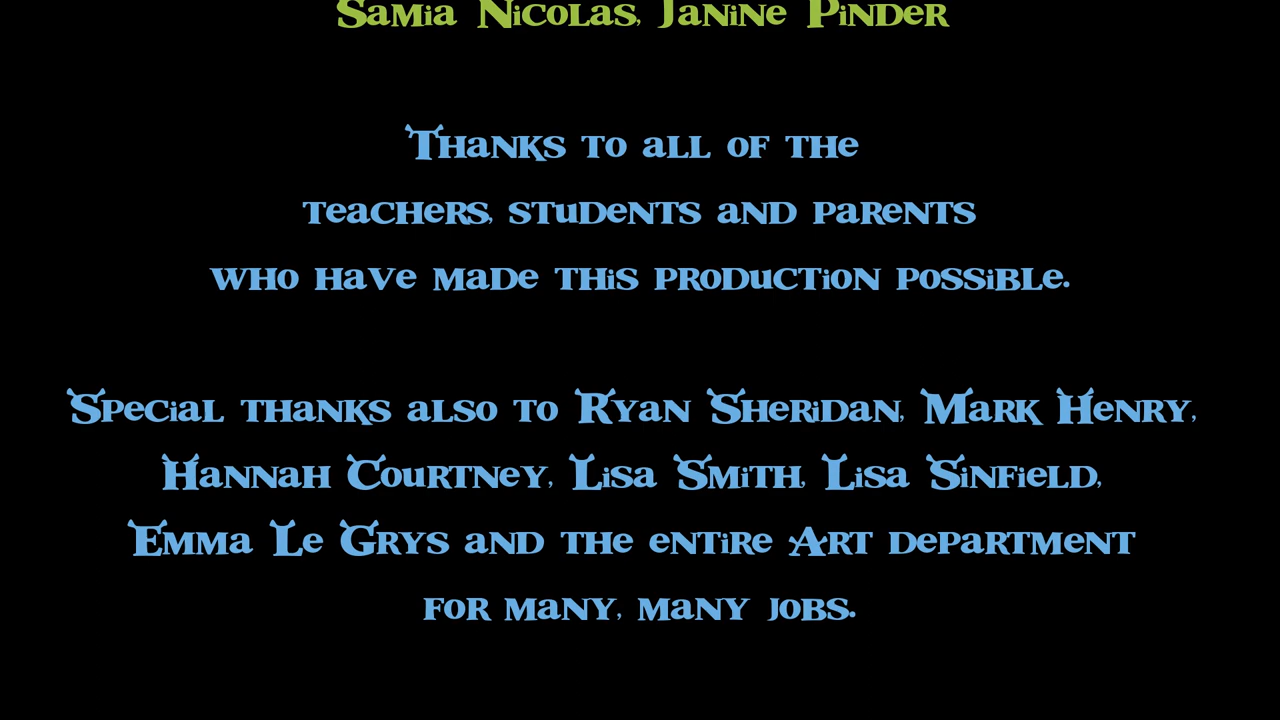 Samia Nicolas, Janine Pinder
Thanks to all of the
teachers, students and parents
who have made this production possible.
Special thanks also to Ryan Sheridan, Mark Henry,
Hannah Courtney, Lisa Smith, Lisa Sinfield,
Emma Le Grys and the entire Art department
for many, many jobs.